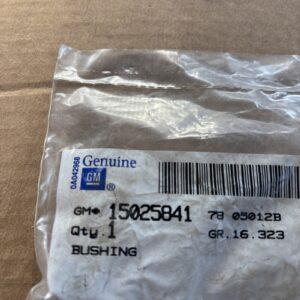 0A042968
Genuine
GM
®
GM® 15025841 78 05012B
Qty. 1 GR.16.323
BUSHING